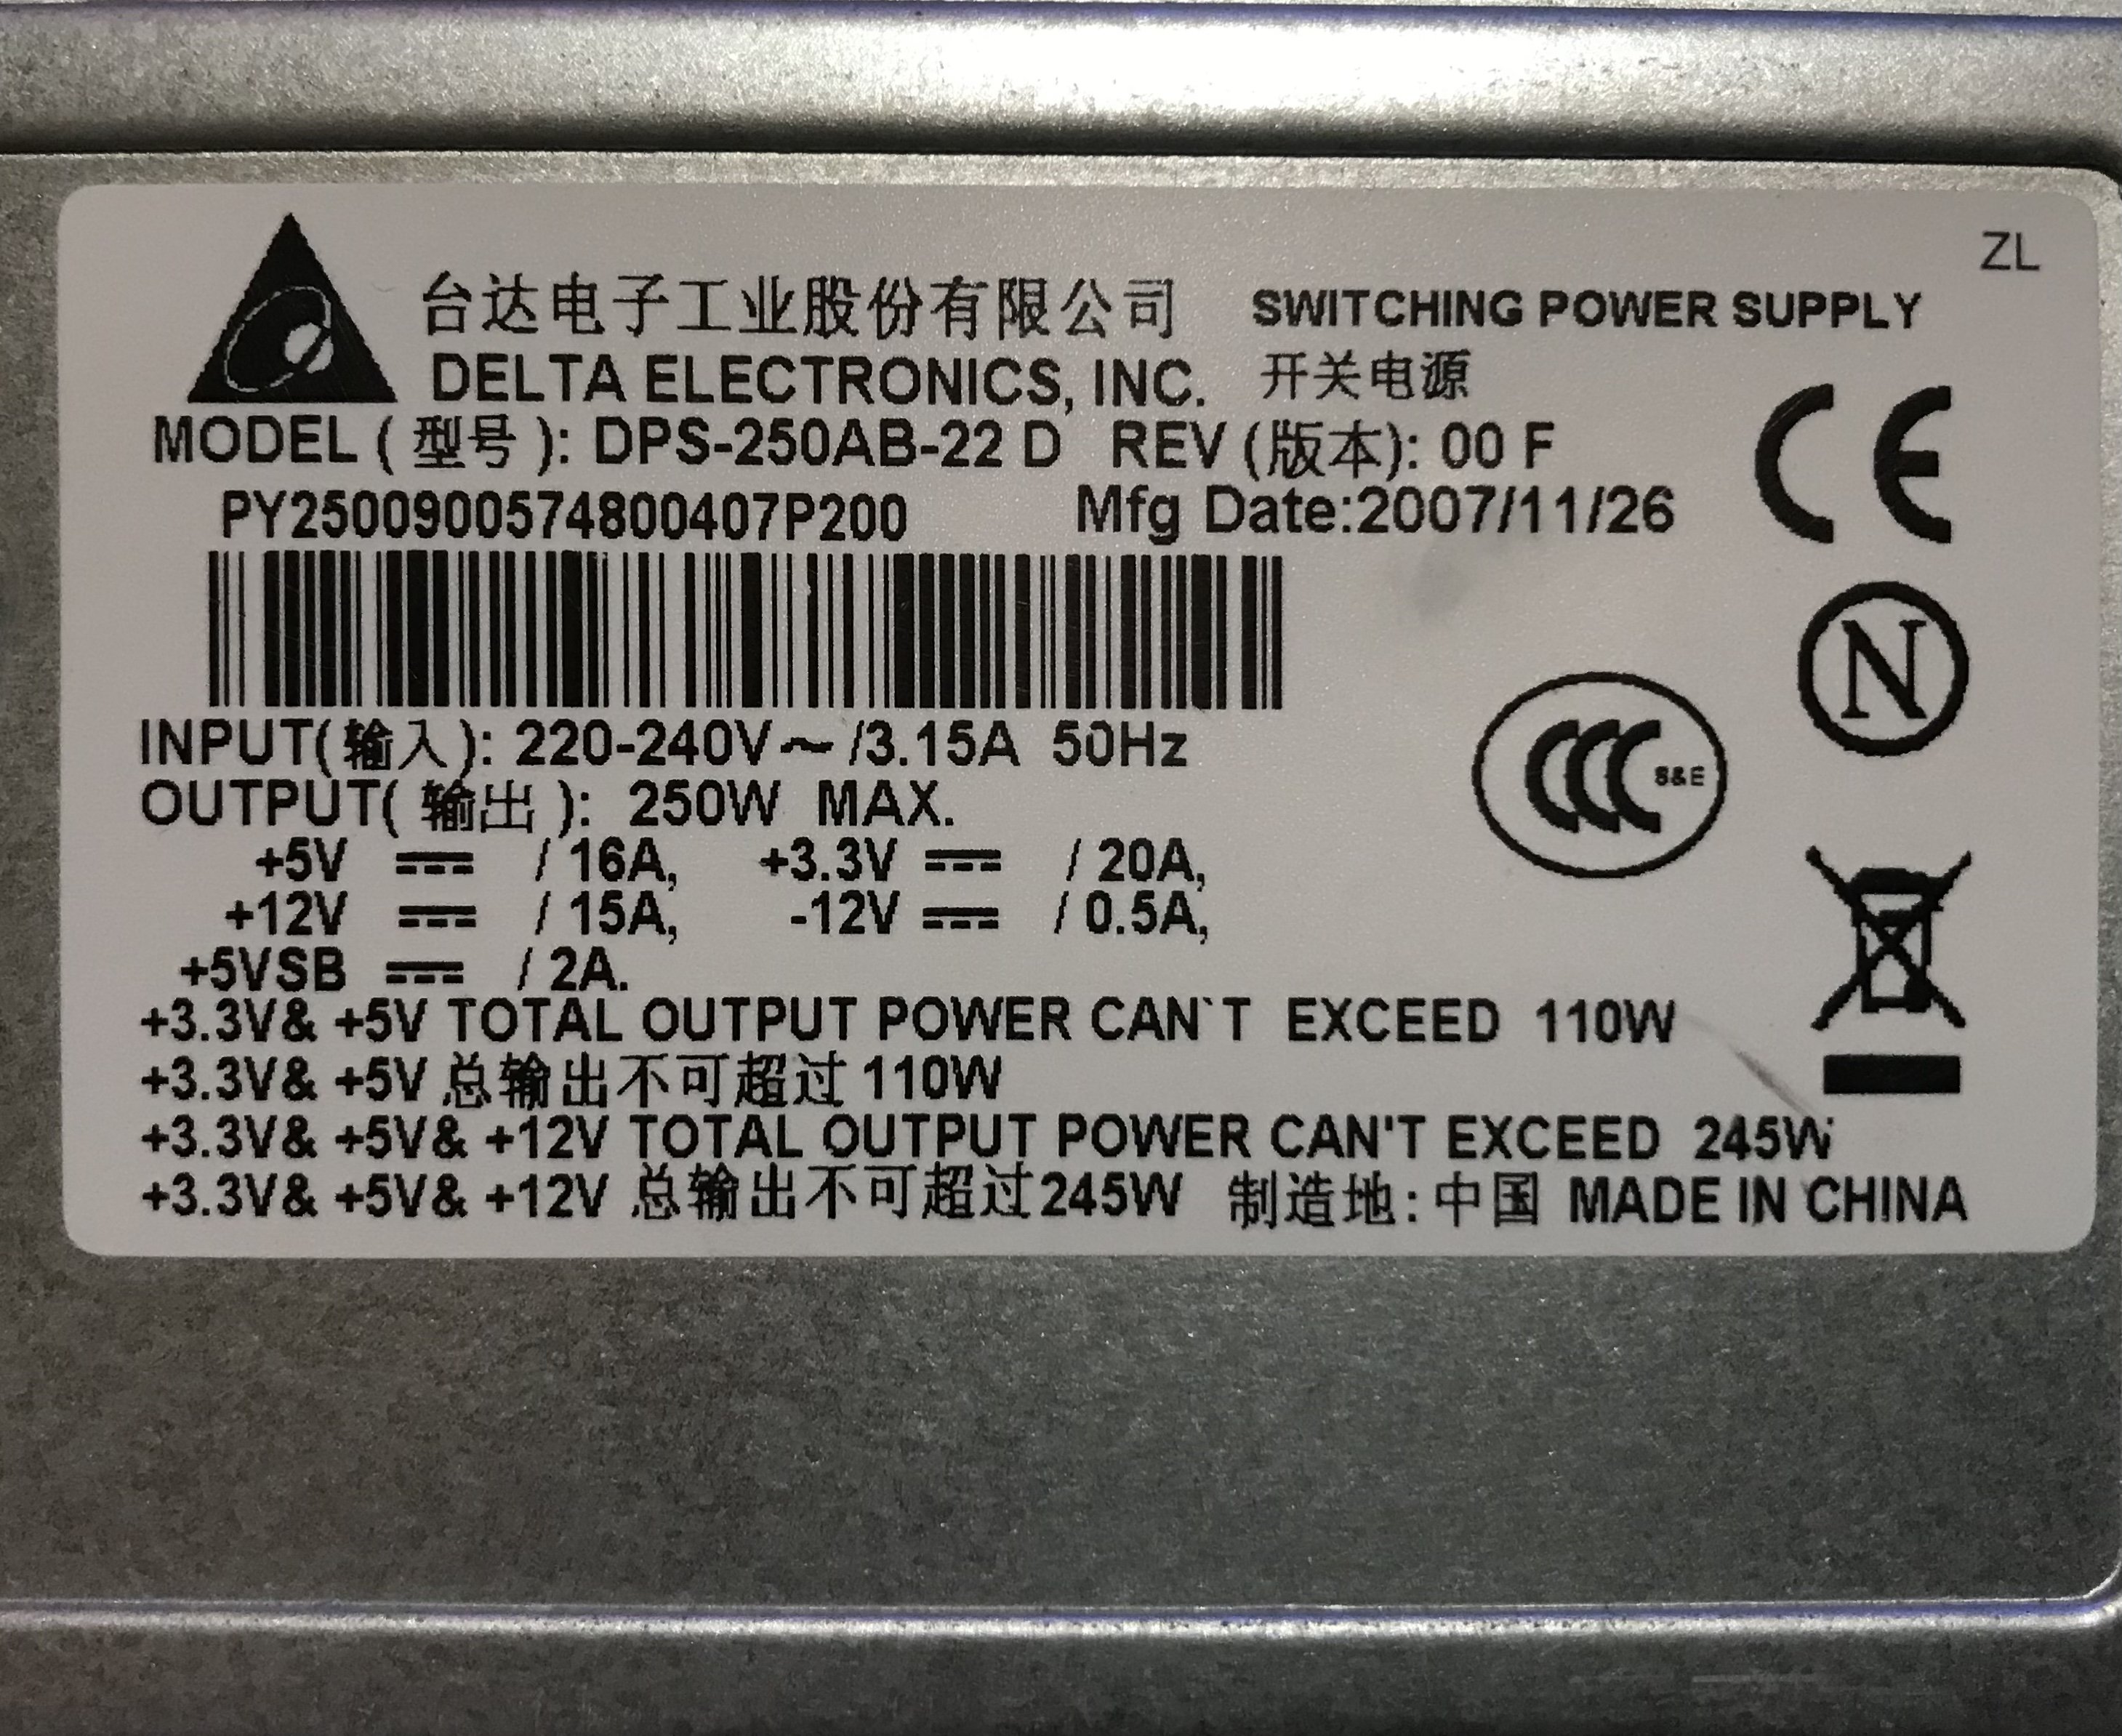 ZL
台达电子工业股份有限公司 SWITCHING POWER SUPPLY
DELTA ELECTRONICS, INC. 开关电源
MODEL ( 型号 ): DPS-250AB-22 D REV (版本): 00 F
PY2500900574800407P200 Mfg Date:2007/11/26
CE
N
INPUT(输入): 220-240V～ /3.15A 50Hz
CCC S&E
OUTPUT( 输出 ): 250W MAX.
+5V ⎓ / 16A, +3.3V ⎓ / 20A,
+12V ⎓ / 15A, -12V ⎓ / 0.5A,
+5VSB ⎓ / 2A.
+3.3V& +5V TOTAL OUTPUT POWER CAN`T EXCEED 110W
+3.3V& +5V 总输出不可超过 110W
+3.3V& +5V& +12V TOTAL OUTPUT POWER CAN'T EXCEED 245W
+3.3V& +5V& +12V 总输出不可超过245W 制造地:中国 MADE IN CHINA